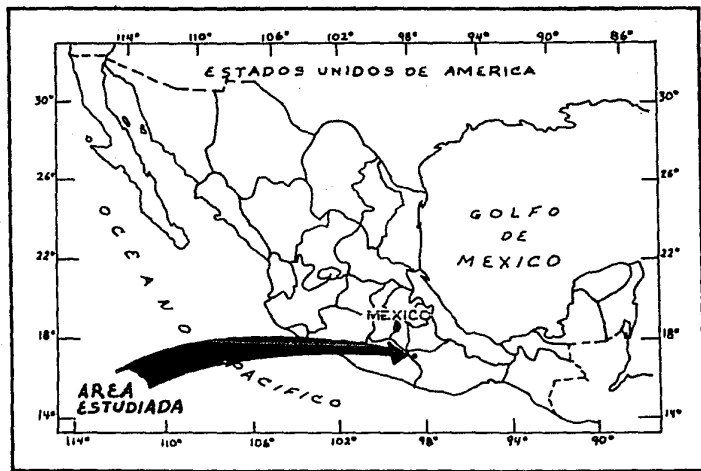 114° 110° 106° 102° 98° 94° 90° 86°
ESTADOS UNIDOS DE AMERICA
30° 30°
26° 26°
OCEANO PACIFICO
GOLFO
DE
MEXICO
22° 22°
MEXICO
18° 18°
AREA
ESTUDIADA
14° 14°
114° 110° 106° 102° 98° 94° 90°